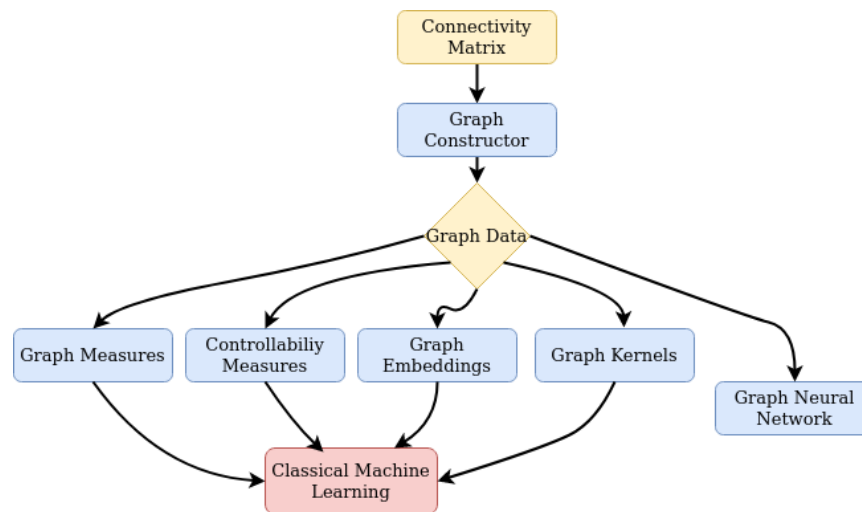 Connectivity
Matrix
Graph
Constructor
Graph Data
Graph Measures
Controllabiliy
Measures
Graph
Embeddings
Graph Kernels
Graph Neural
Network
Classical Machine
Learning